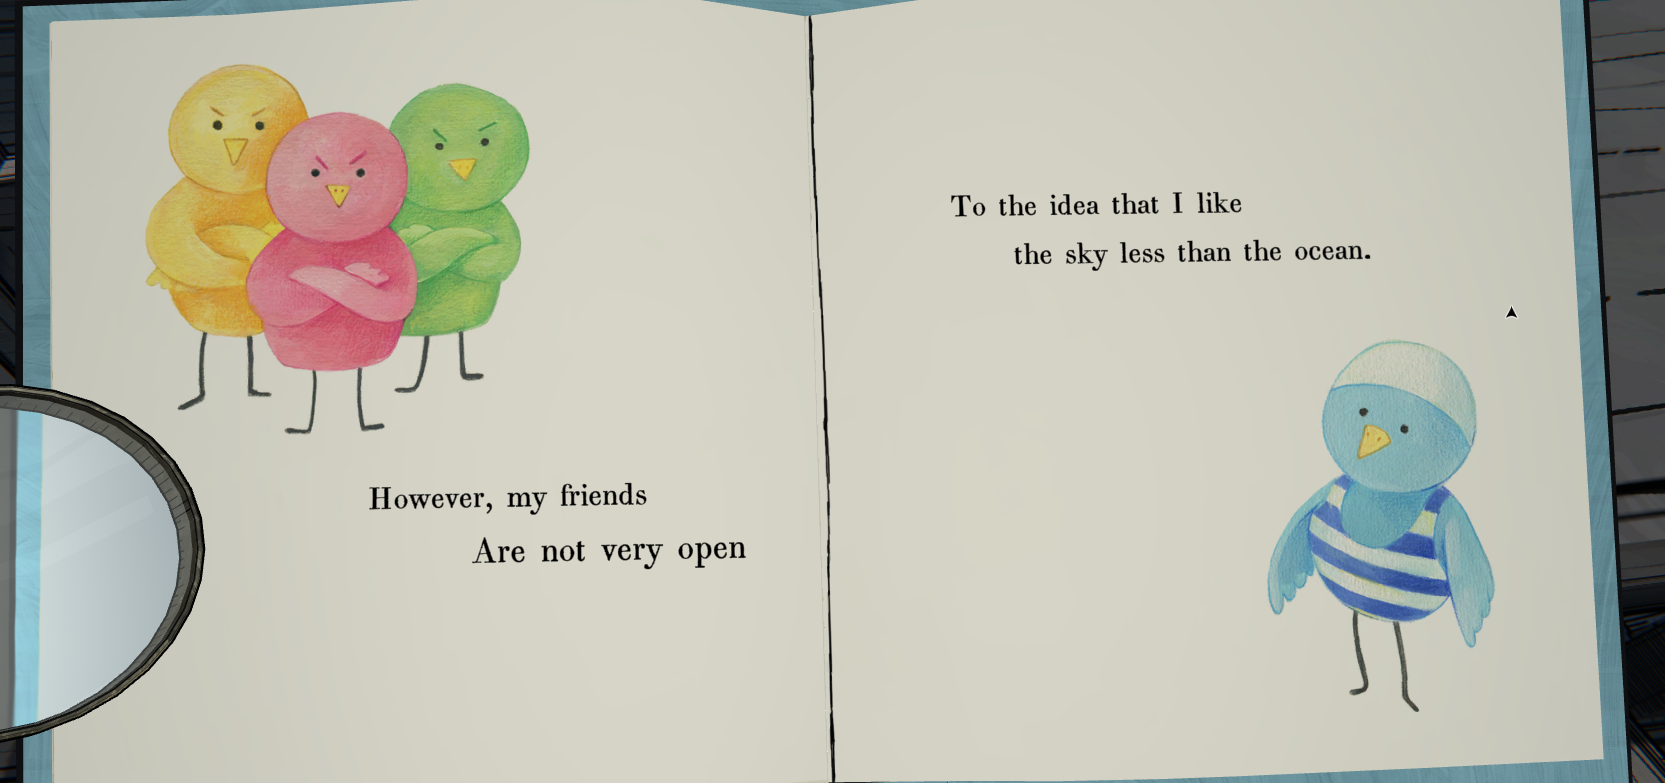 However, my friends
Are not very open
To the idea that I like
the sky less than the ocean.